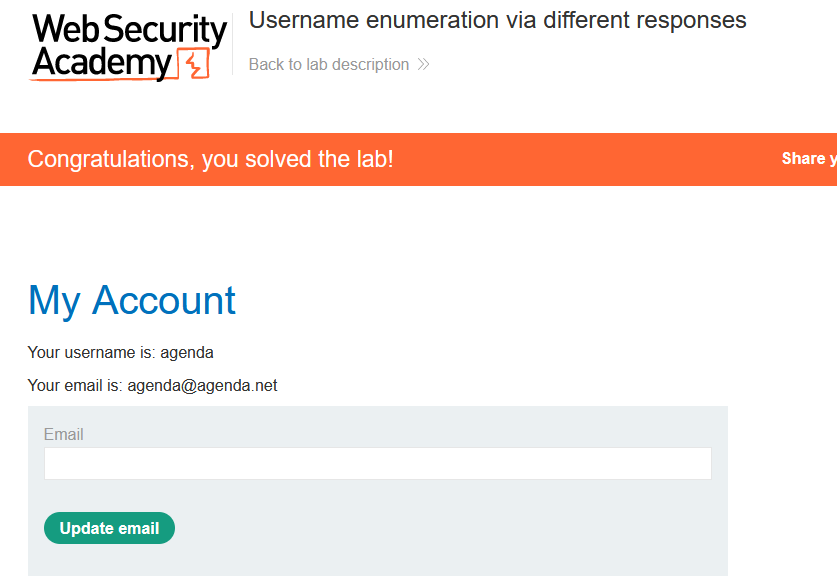 Web Security
Academy
Username enumeration via different responses
Back to lab description
Congratulations, you solved the lab!
Share y
My Account
Your username is: agenda
Your email is: agenda@agenda.net
Email
Update email